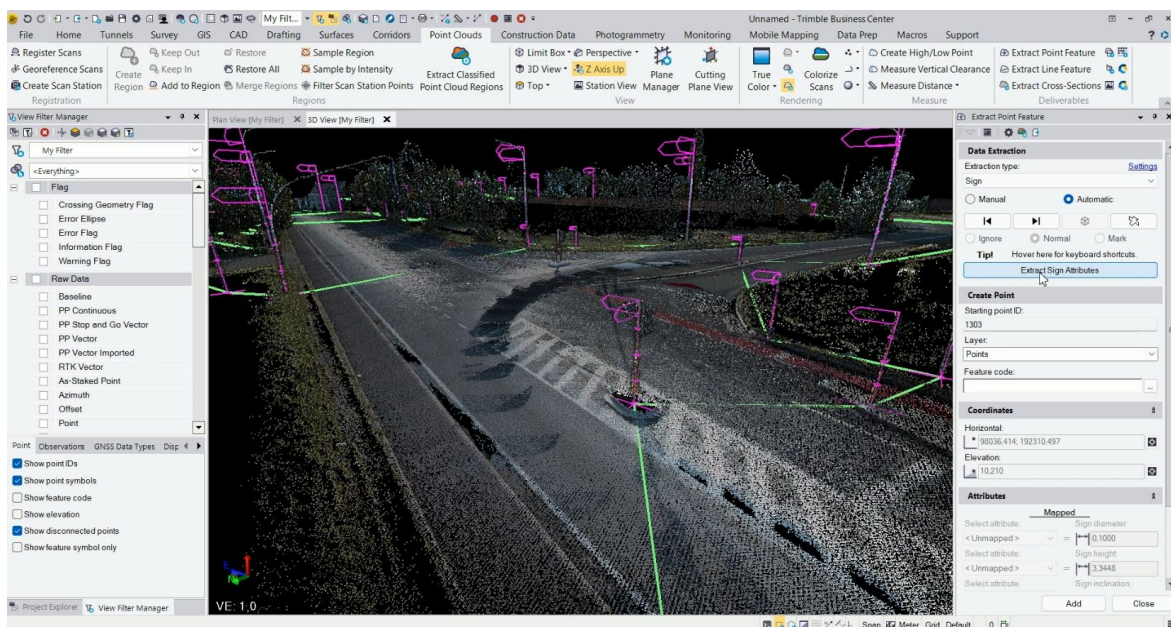 My Filt...
Unnamed - Trimble Business Center
File Home Tunnels Survey GIS CAD Drafting Surfaces Corridors Point Clouds Construction Data Photogrammetry Monitoring Mobile Mapping Data Prep Macros Support
Register Scans
Georeference Scans
Create Scan Station
Registration
Create Region
Keep Out
Keep In
Add to Region
Restore
Restore All
Merge Regions
Sample Region
Sample by Intensity
Filter Scan Station Points
Extract Classified Point Cloud Regions
Regions
Limit Box
3D View
Top
Perspective
Z Axis Up
Station View
Plane Manager
Cutting Plane View
View
True Color
Colorize Scans
Rendering
Create High/Low Point
Measure Vertical Clearance
Measure Distance
Measure
Extract Point Feature
Extract Line Feature
Extract Cross-Sections
Deliverables
View Filter Manager
My Filter
<Everything>
Flag
Crossing Geometry Flag
Error Ellipse
Error Flag
Information Flag
Warning Flag
Raw Data
Baseline
PP Continuous
PP Stop and Go Vector
PP Vector
PP Vector Imported
RTK Vector
As-Staked Point
Azimuth
Offset
Point
Point Observations GNSS Data Types Disp
Show point IDs
Show point symbols
Show feature code
Show elevation
Show disconnected points
Show feature symbol only
Project Explorer View Filter Manager
Plan View [My Filter] X 3D View [My Filter] X
N
VE: 1,0
Extract Point Feature
Data Extraction
Extraction type: Settings
Sign
Manual Automatic
Ignore Normal Mark
Tip! Hover here for keyboard shortcuts.
Extract Sign Attributes
Create Point
Starting point ID:
1303
Layer:
Points
Feature code:
...
Coordinates
Horizontal:
98036,414; 192310,497
Elevation:
10,210
Attributes
Mapped
Select attribute: Sign diameter:
< Unmapped > = 0,1000
Select attribute: Sign height:
< Unmapped > = 3,3448
Select attribute: Sign inclination:
Add Close
Snap Meter Grid Default 0